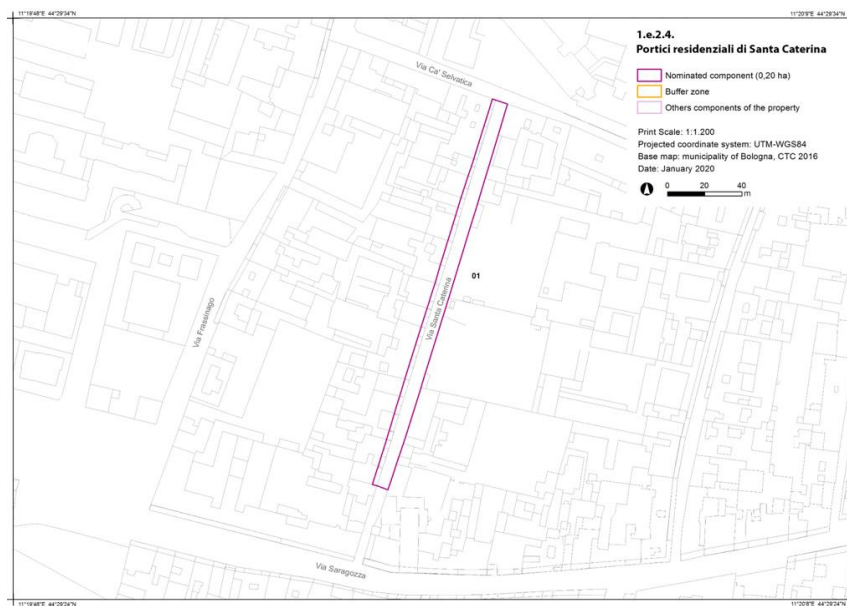 11°19'48"E 44°29'34"N
11°20'8"E 44°29'34"N
1.e.2.4.
Portici residenziali di Santa Caterina
Nominated component (0,20 ha)
Buffer zone
Others components of the property
Print Scale: 1:1.200
Projected coordinate system: UTM-WGS84
Base map: municipality of Bologna, CTC 2016
Date: January 2020
0 20 40
m
Via Ca' Selvatica
01
Via Santa Caterina
Via Frassinago
Via Saragozza
11°19'48"E 44°29'24"N
11°20'8"E 44°29'24"N